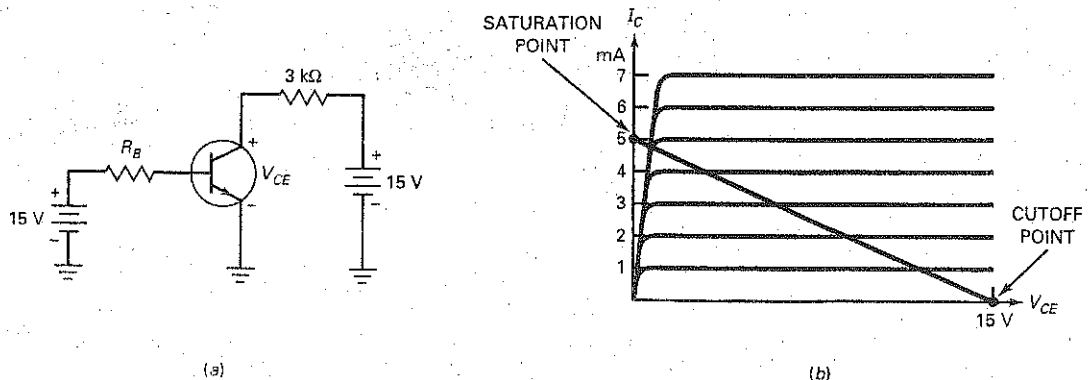 3 kΩ
R_B
+
V_CE
-
+
15 V
-
+
15 V
-
(a)
SATURATION
POINT
I_C
mA
7
6
5
4
3
2
1
CUTOFF
POINT
V_CE
15 V
(b)